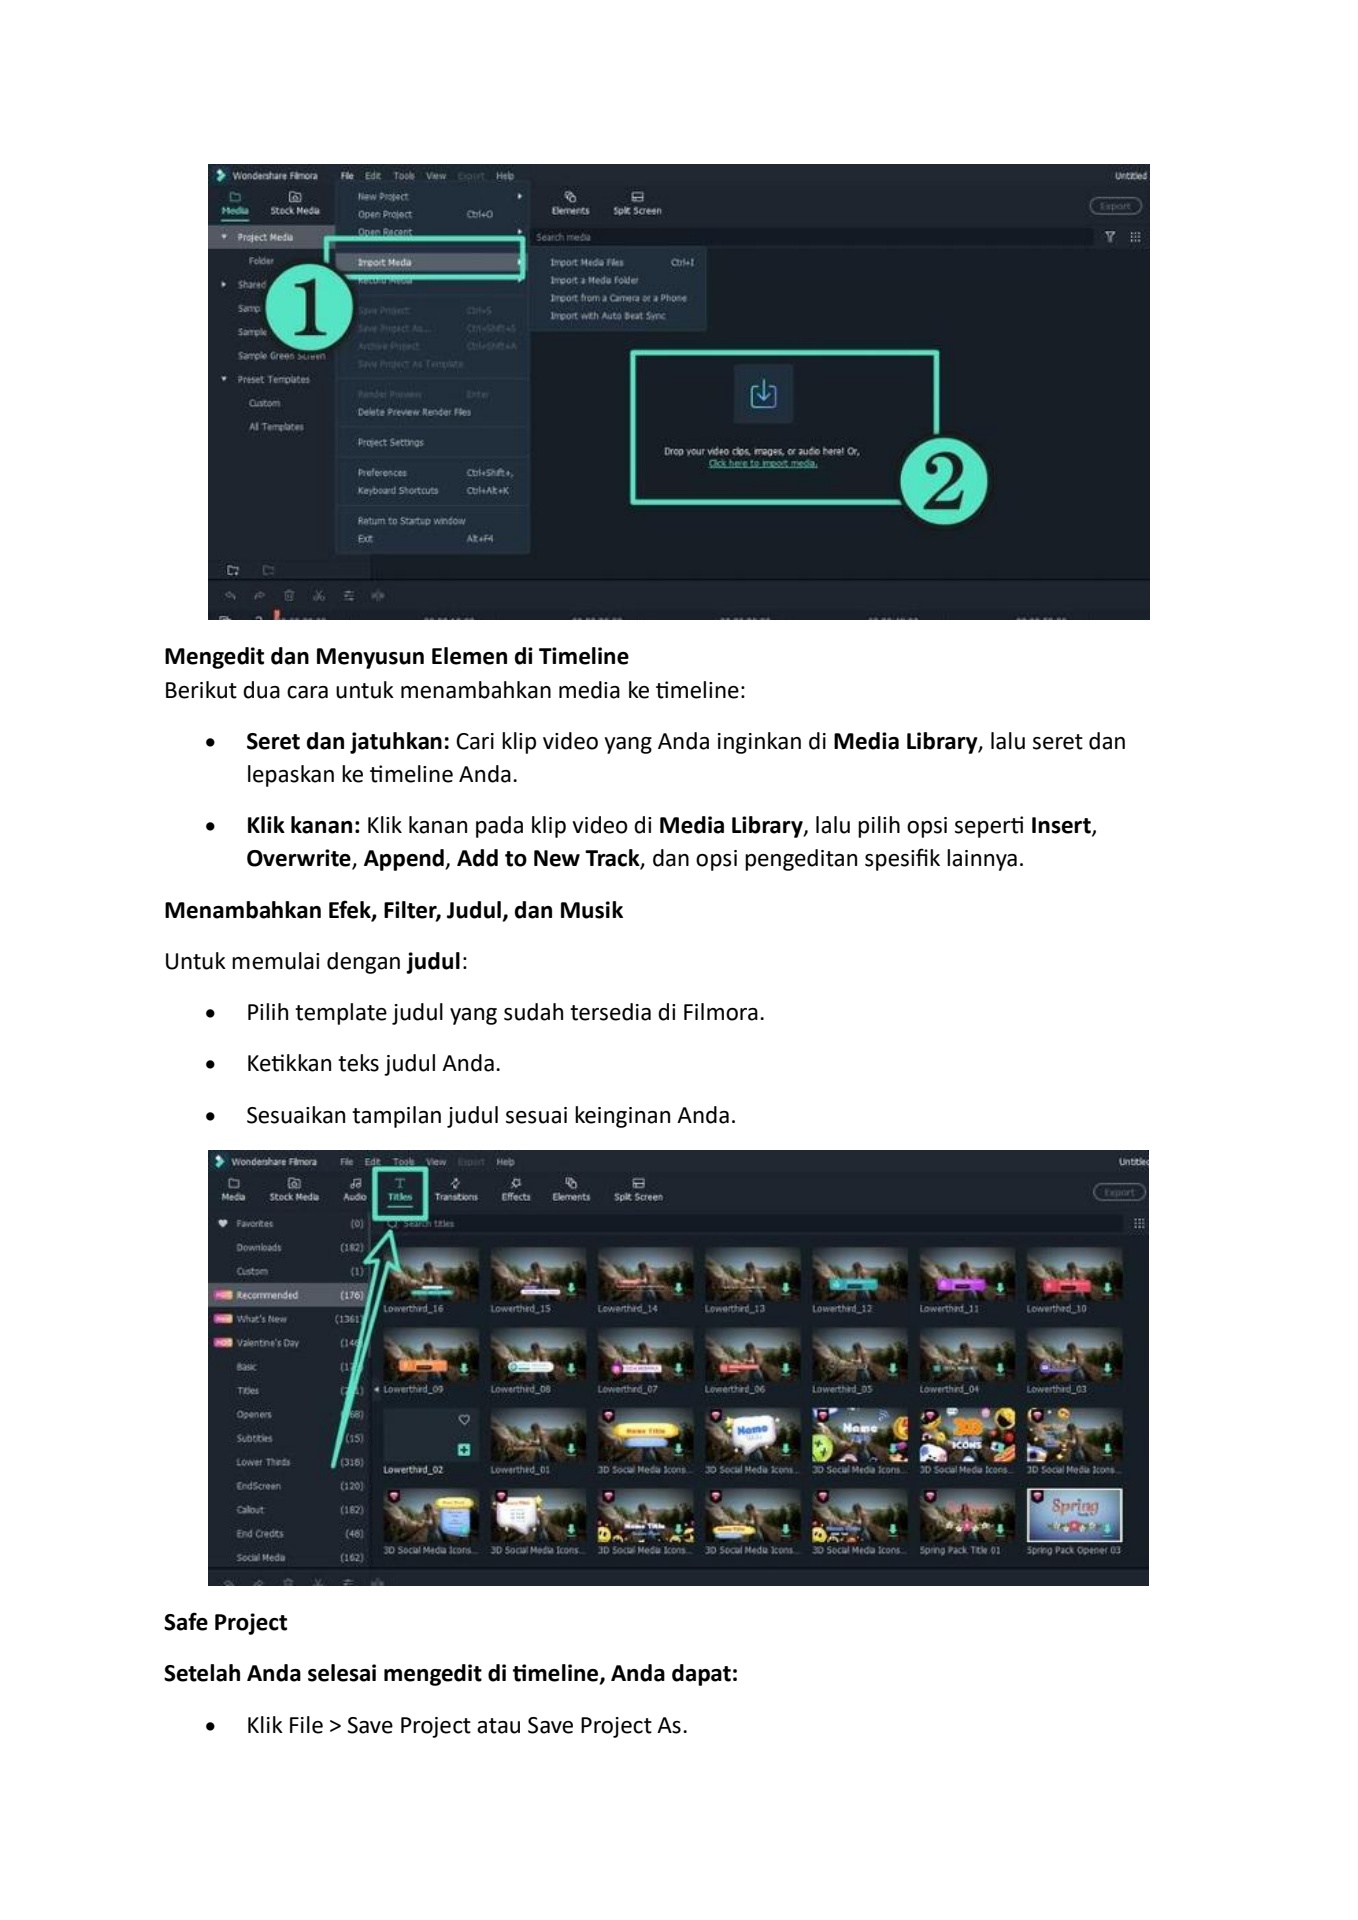 Wondershare Filmora File Edit Tools View Export Help Untitled
Media Stock Media Elements Split Screen Export
Project Media
Search media
Folder
Shared
Samp
Sample
Sample Green Screen
Preset Templates
Custom
All Templates
New Project
Open Project Ctrl+O
Open Recent
Import Media
Record Media
Save Project Ctrl+S
Save Project As... Ctrl+Shift+S
Archive Project Ctrl+Shift+A
Save Project As Template
Render Preview Enter
Delete Preview Render Files
Project Settings
Preferences Ctrl+Shift+,
Keyboard Shortcuts Ctrl+Alt+K
Return to Startup window
Exit Alt+F4
Import Media Files Ctrl+I
Import a Media Folder
Import from a Camera or a Phone
Import with Auto Beat Sync
1
Drop your video clips, images, or audio here! Or,
Click here to import media.
2
Mengedit dan Menyusun Elemen di Timeline
Berikut dua cara untuk menambahkan media ke timeline:
• Seret dan jatuhkan: Cari klip video yang Anda inginkan di Media Library, lalu seret dan
lepaskan ke timeline Anda.
• Klik kanan: Klik kanan pada klip video di Media Library, lalu pilih opsi seperti Insert,
Overwrite, Append, Add to New Track, dan opsi pengeditan spesifik lainnya.
Menambahkan Efek, Filter, Judul, dan Musik
Untuk memulai dengan judul:
• Pilih template judul yang sudah tersedia di Filmora.
• Ketikkan teks judul Anda.
• Sesuaikan tampilan judul sesuai keinginan Anda.
Wondershare Filmora File Edit Tools View Export Help Untitled
Media Stock Media Audio Titles Transitions Effects Elements Split Screen Export
Favorites (0)
Search titles
Downloads (182)
Custom (1)
Recommended (176)
What's New (1361)
Valentine's Day
Basic
Titles
Openers
Subtitles (15)
Lower Thirds (318)
EndScreen (120)
Callout (182)
End Credits (48)
Social Media (162)
Lowerthird_16 Lowerthird_15 Lowerthird_14 Lowerthird_13 Lowerthird_12 Lowerthird_11 Lowerthird_10
Lowerthird_09 Lowerthird_08 Lowerthird_07 Lowerthird_06 Lowerthird_05 Lowerthird_04 Lowerthird_03
Lowerthird_02 Lowerthird_01 3D Social Media Icons... 3D Social Media Icons... 3D Social Media Icons... 3D Social Media Icons... 3D Social Media Icons...
3D Social Media Icons... 3D Social Media Icons... 3D Social Media Icons... 3D Social Media Icons... 3D Social Media Icons... Spring Pack Title 01 Spring Pack Opener 03
Safe Project
Setelah Anda selesai mengedit di timeline, Anda dapat:
• Klik File > Save Project atau Save Project As.